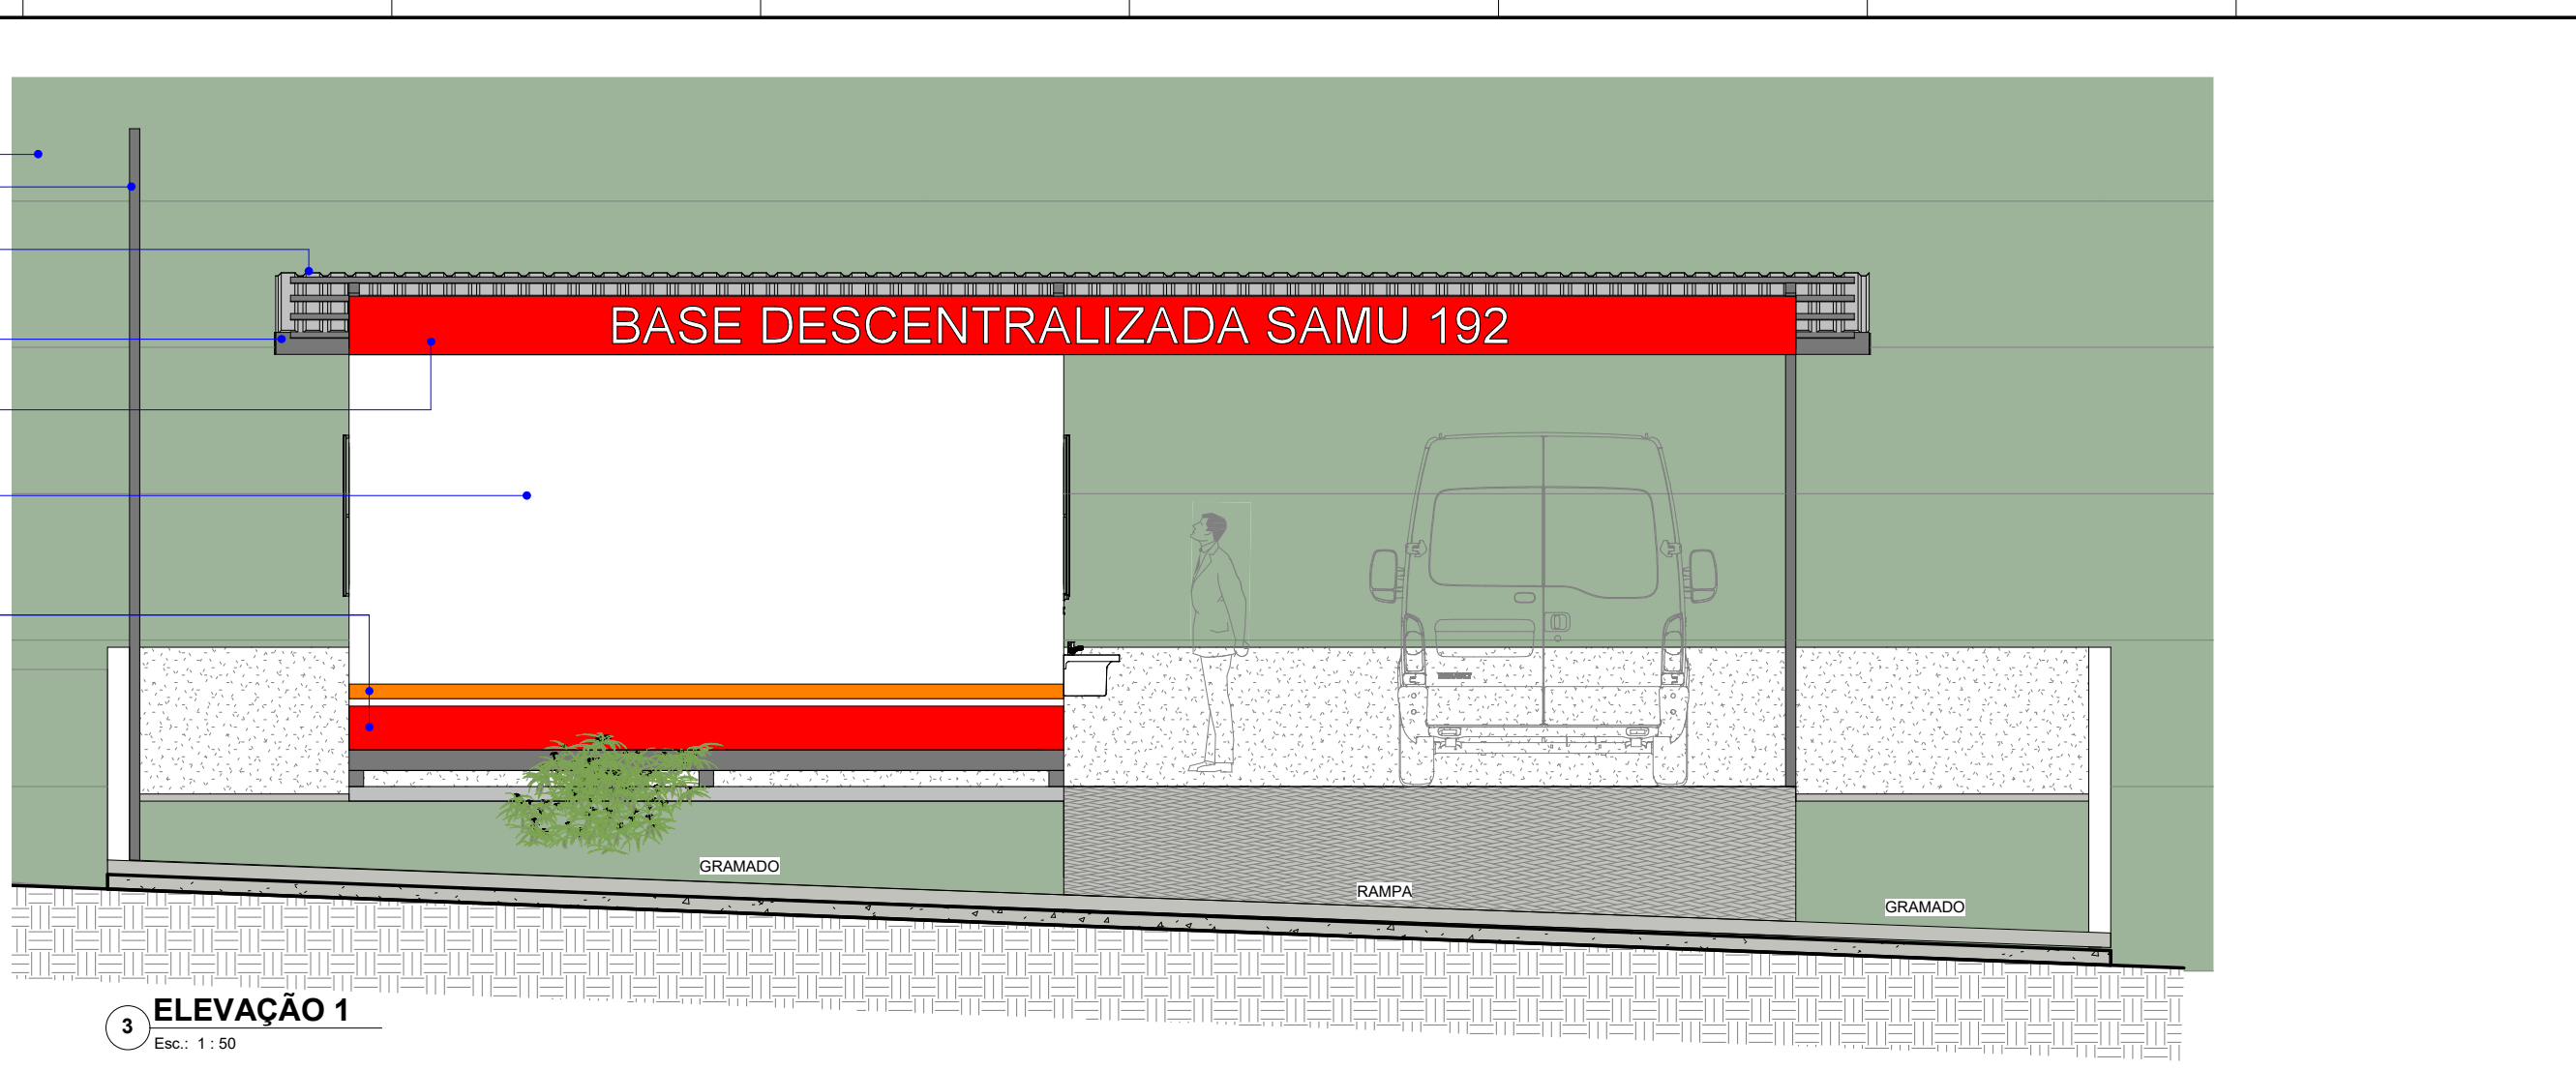 BASE DESCENTRALIZADA SAMU 192
GRAMADO
RAMPA
GRAMADO
3
ELEVAÇÃO 1
Esc.: 1 : 50